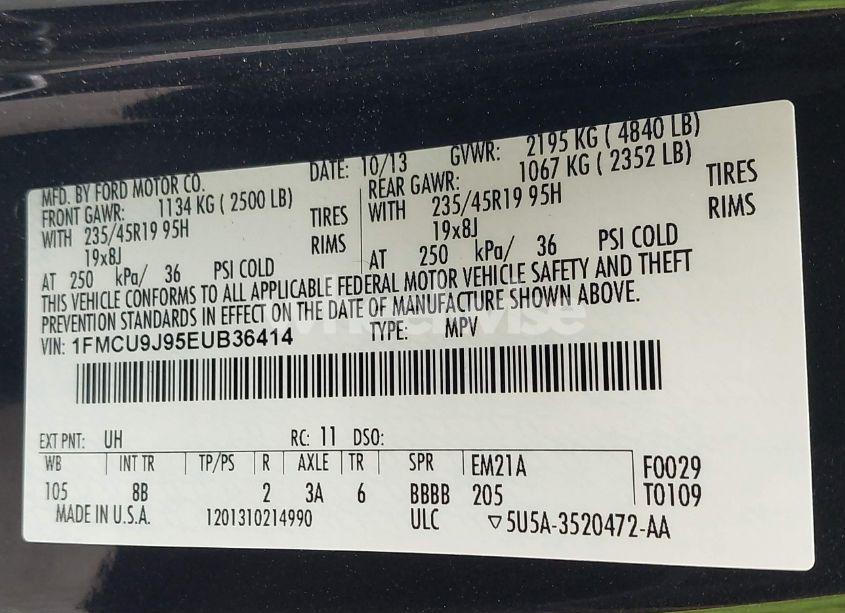 MFD. BY FORD MOTOR CO. DATE: 10/13 GVWR: 2195 KG ( 4840 LB)
FRONT GAWR: 1134 KG ( 2500 LB) REAR GAWR: 1067 KG ( 2352 LB)
WITH 235/45R19 95H TIRES WITH 235/45R19 95H TIRES
19x8J RIMS 19x8J RIMS
AT 250 kPa/ 36 PSI COLD AT 250 kPa/ 36 PSI COLD
THIS VEHICLE CONFORMS TO ALL APPLICABLE FEDERAL MOTOR VEHICLE SAFETY AND THEFT
PREVENTION STANDARDS IN EFFECT ON THE DATE OF MANUFACTURE SHOWN ABOVE.
VIN: 1FMCU9J95EUB36414 TYPE: MPV
EXT PNT: UH RC: 11 DSO:
WB INT TR TP/PS R AXLE TR SPR EM21A F0029
105 8B 2 3A 6 BBBB 205 T0109
MADE IN U.S.A. 1201310214990 ULC ▽5U5A-3520472-AA